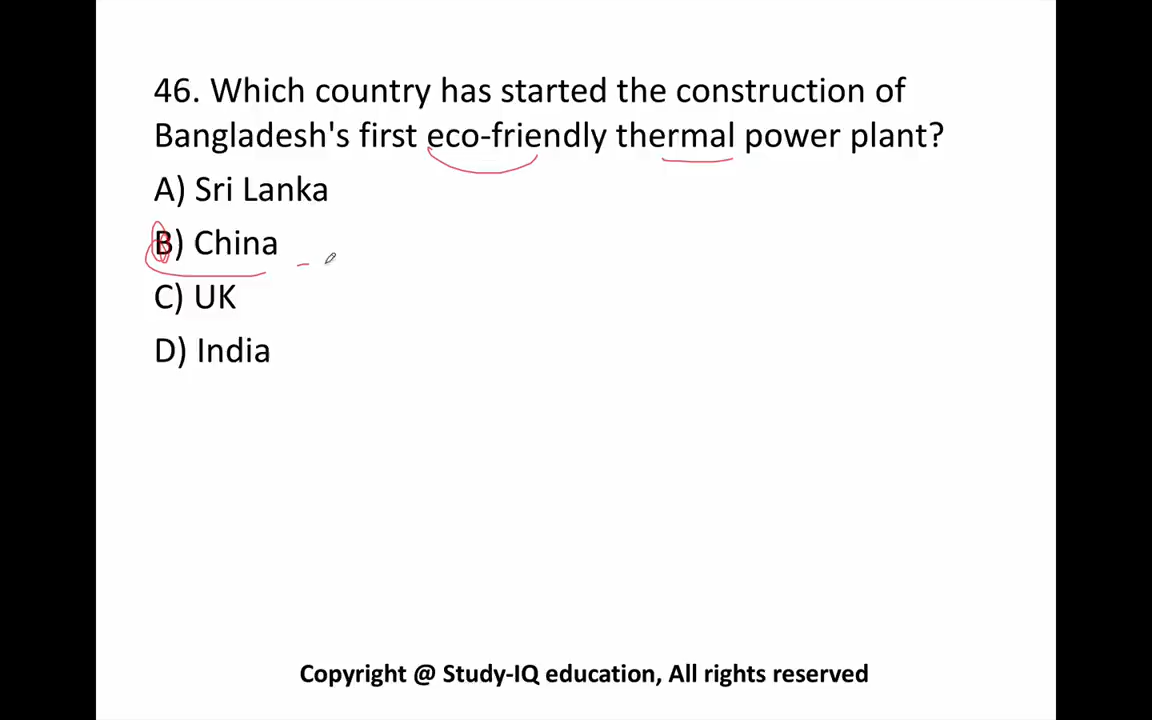 46. Which country has started the construction of
Bangladesh's first eco-friendly thermal power plant?
A) Sri Lanka
B) China
C) UK
D) India
Copyright @ Study-IQ education, All rights reserved